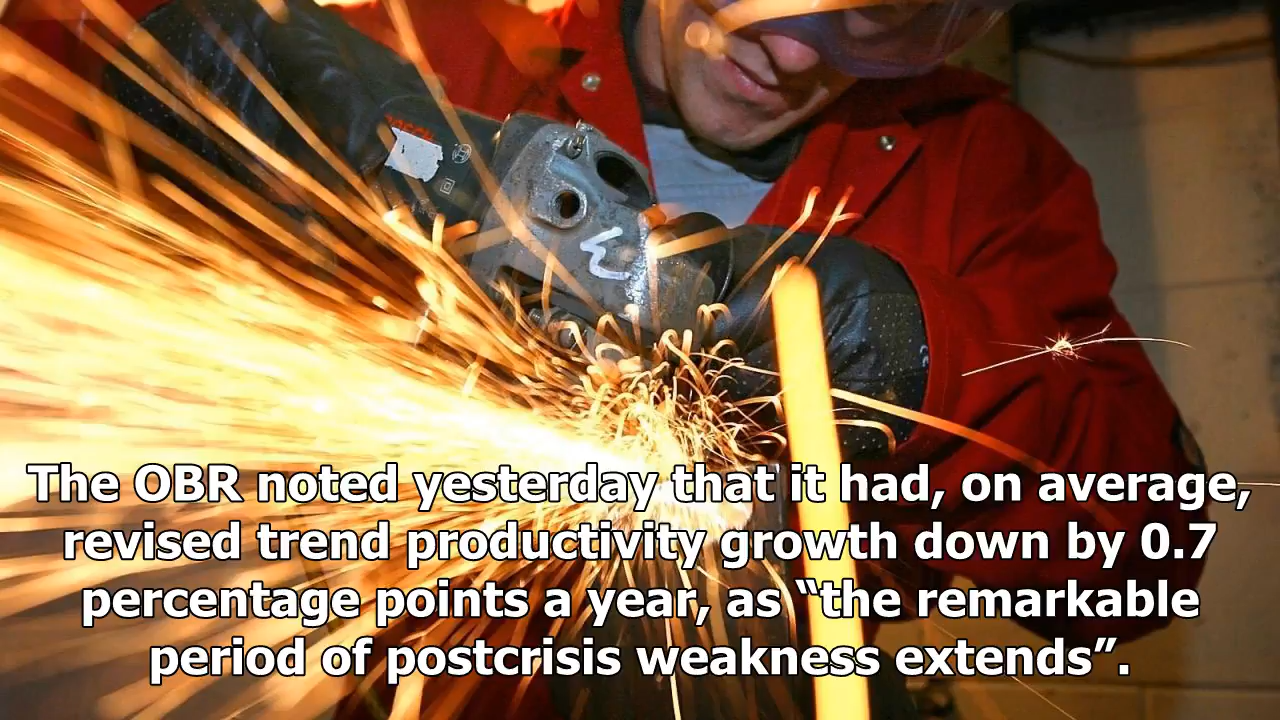 BOSCH
The OBR noted yesterday that it had, on average,
revised trend productivity growth down by 0.7
percentage points a year, as “the remarkable
period of postcrisis weakness extends”.